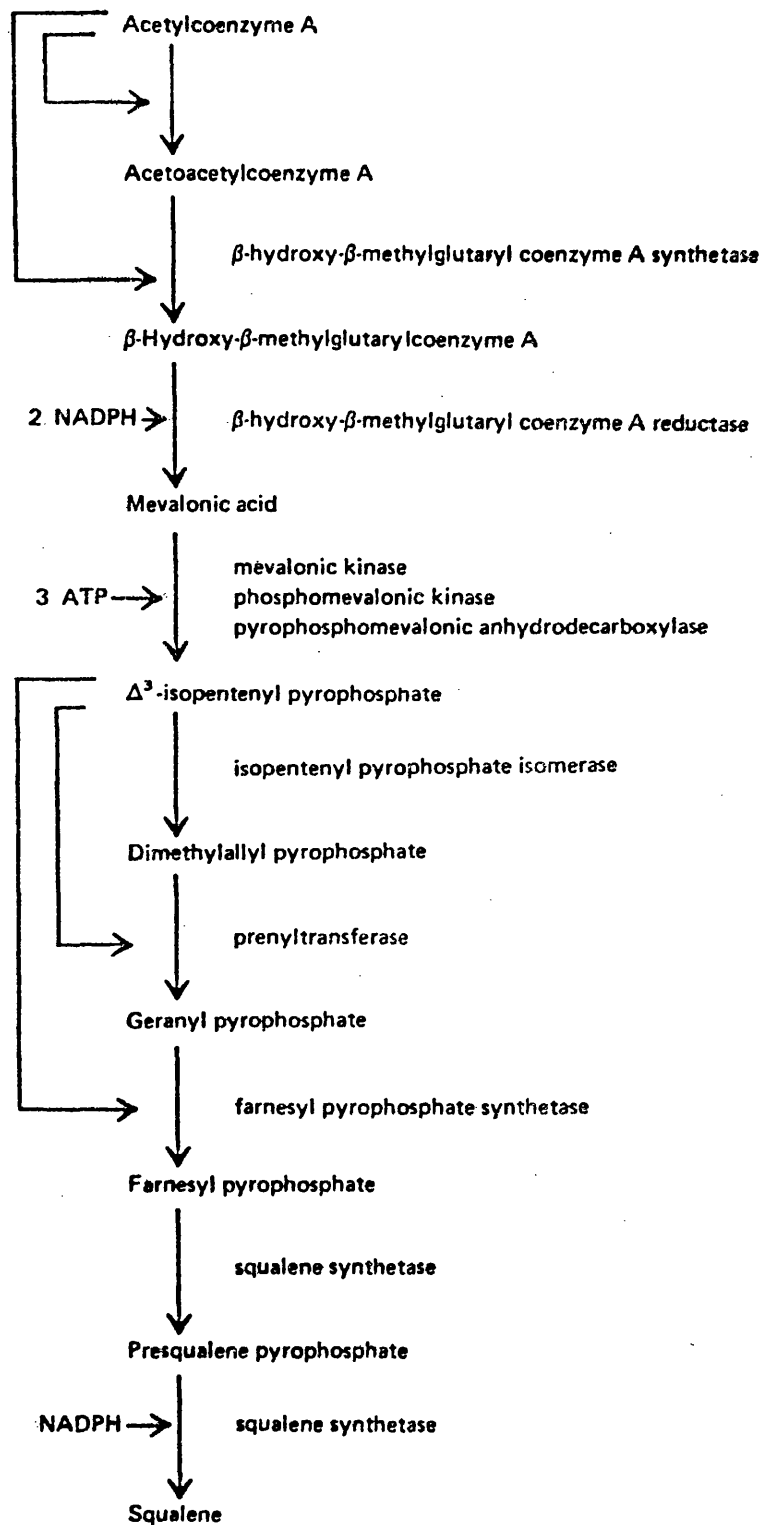 Acetylcoenzyme A
Acetoacetylcoenzyme A
β-hydroxy-β-methylglutaryl coenzyme A synthetase
β-Hydroxy-β-methylglutarylcoenzyme A
2 NADPH
β-hydroxy-β-methylglutaryl coenzyme A reductase
Mevalonic acid
3 ATP
mevalonic kinase
phosphomevalonic kinase
pyrophosphomevalonic anhydrodecarboxylase
Δ³-isopentenyl pyrophosphate
isopentenyl pyrophosphate isomerase
Dimethylallyl pyrophosphate
prenyltransferase
Geranyl pyrophosphate
farnesyl pyrophosphate synthetase
Farnesyl pyrophosphate
squalene synthetase
Presqualene pyrophosphate
NADPH
squalene synthetase
Squalene